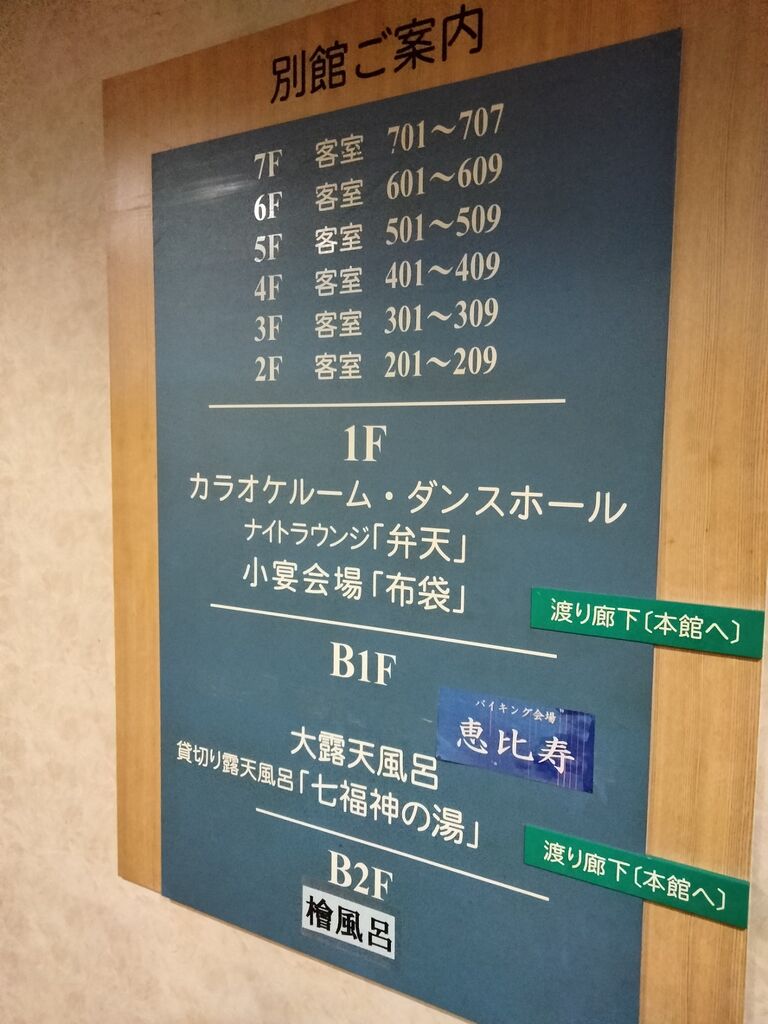 別館ご案内
7F 客室 701～707
6F 客室 601～609
5F 客室 501～509
4F 客室 401～409
3F 客室 301～309
2F 客室 201～209
1F
カラオケルーム・ダンスホール
ナイトラウンジ「弁天」
小宴会場「布袋」
渡り廊下〔本館へ〕
B1F
バイキング会場
恵比寿
大露天風呂
貸切り露天風呂「七福神の湯」
渡り廊下〔本館へ〕
B2F
檜風呂